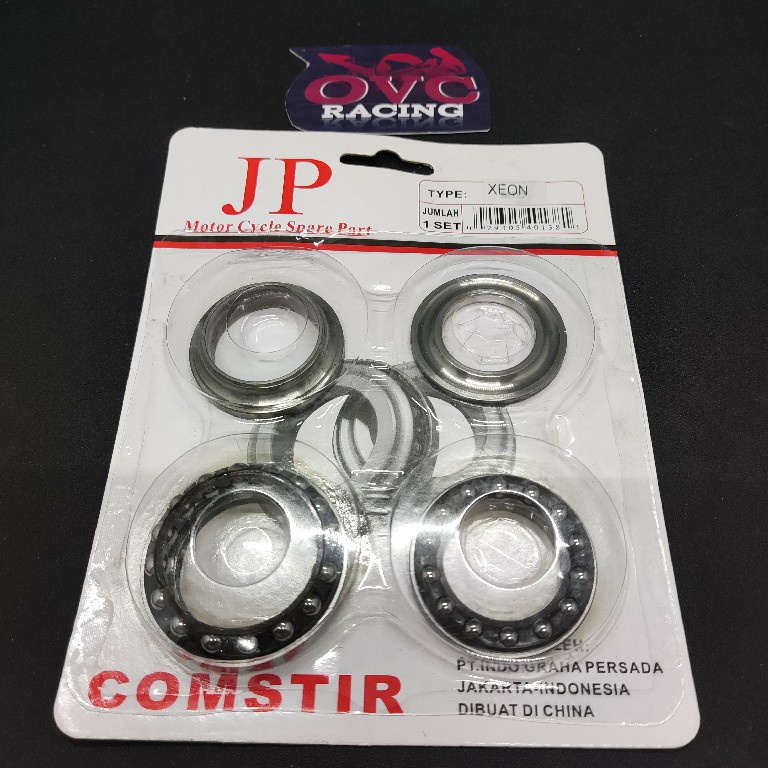 OVC
RACING
JP
Motor Cycle Spare Part
TYPE: XEON
JUMLAH
1 SET
COMSTIR
PT.INDO GRAHA PERSADA
JAKARTA-INDONESIA
DIBUAT DI CHINA